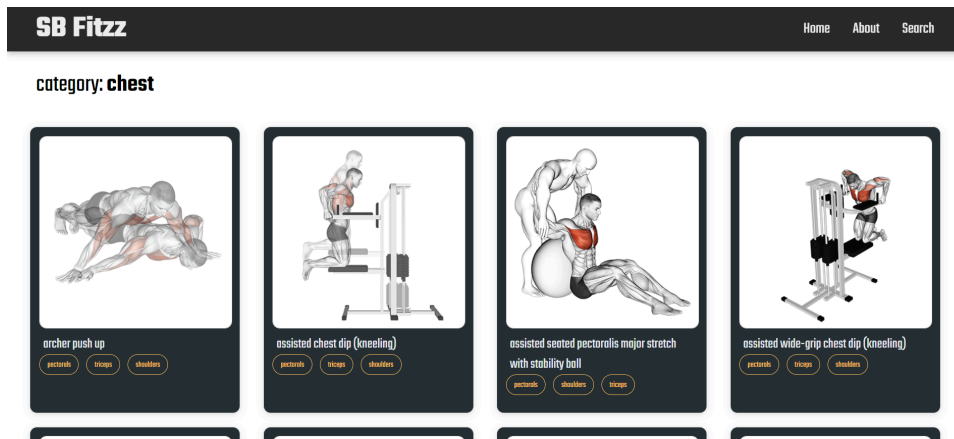 SB Fitzz
Home About Search
category: chest
archer push up
pectorals triceps shoulders
assisted chest dip (kneeling)
pectorals triceps shoulders
assisted seated pectoralis major stretch
with stability ball
pectorals shoulders triceps
assisted wide-grip chest dip (kneeling)
pectorals triceps shoulders